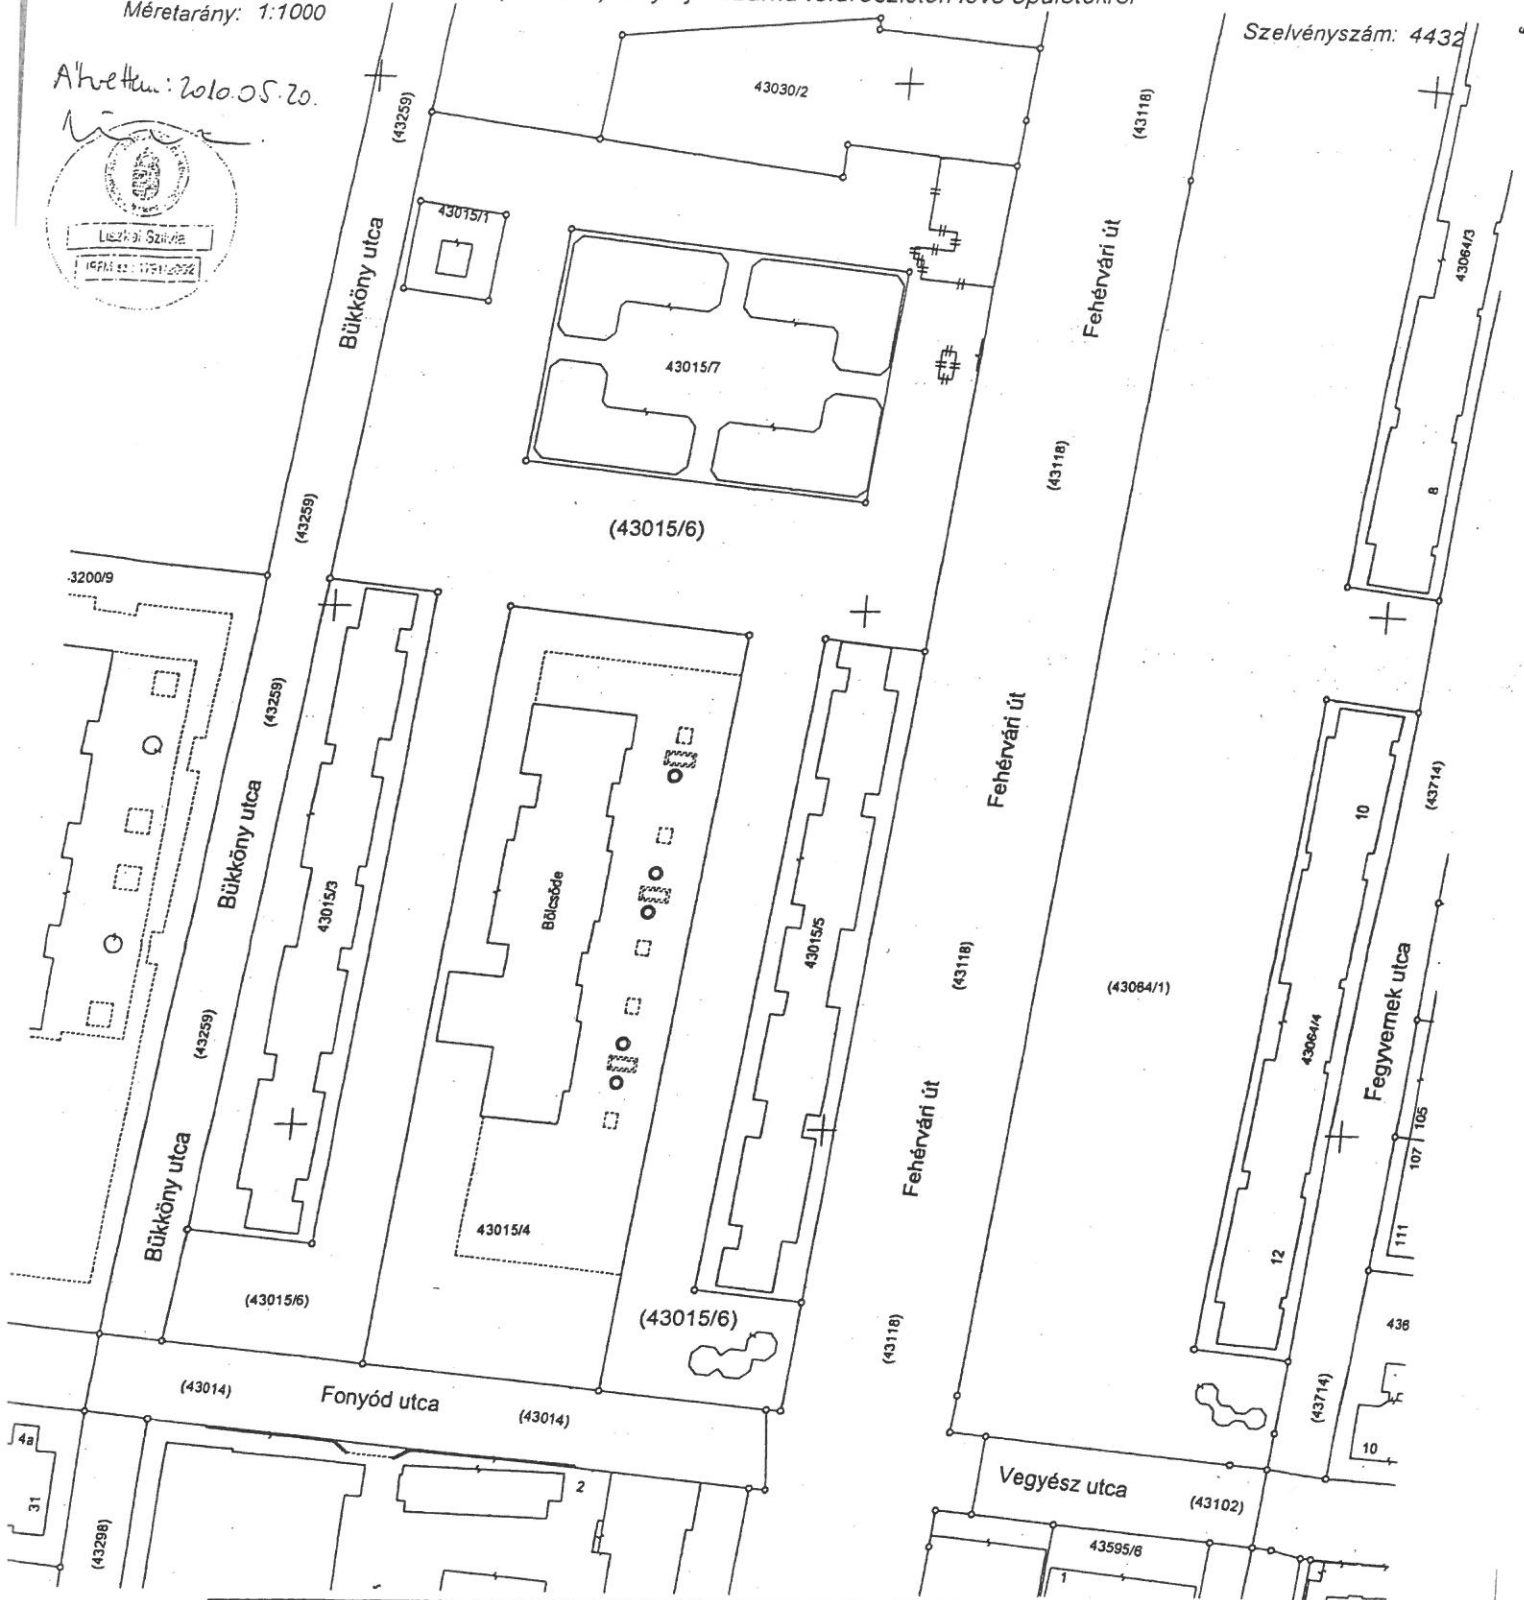 Méretarány: 1:1000
Szelvényszám: 4432
Átvettem: 2010.05.20.
Liszkai Szilvia
43030/2
(43259)
(43118)
43015/1
Bükköny utca
Fehérvári út
43064/3
43015/7
(43118)
8
(43259)
(43015/6)
3200/9
(43259)
Fehérvári út
(43714)
10
Bükköny utca
43015/3
Bölcsőde
43015/5
(43118)
(43064/1)
Fegyvernek utca
(43259)
43064/4
105
107
Fehérvári út
Bükköny utca
43015/4
111
12
(43015/6)
(43015/6)
(43118)
436
(43014)
Fonyód utca
(43014)
(43714)
4a
10
31
2
Vegyész utca
(43102)
(43298)
43595/6
1